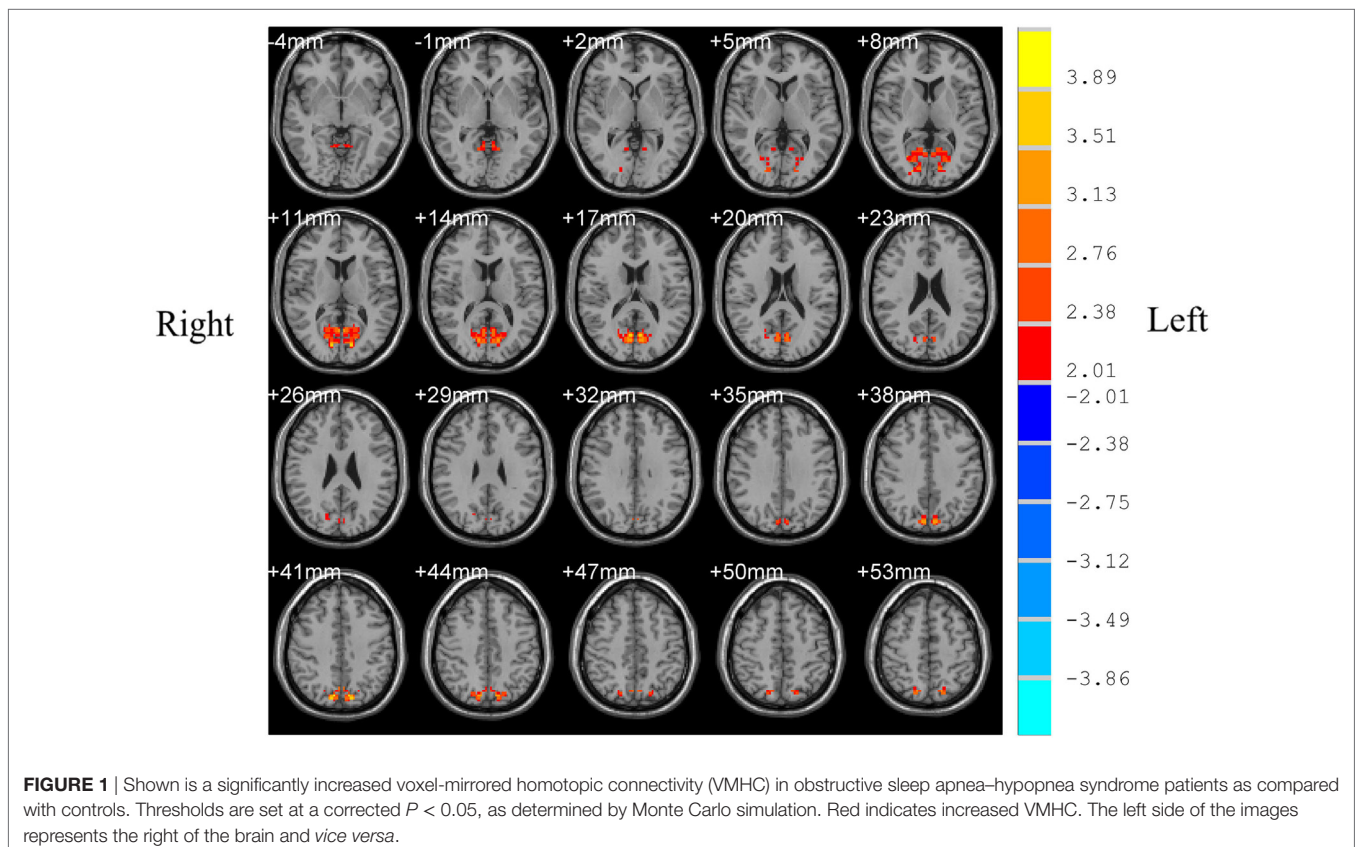 -4mm -1mm +2mm +5mm +8mm
+11mm +14mm +17mm +20mm +23mm
+26mm +29mm +32mm +35mm +38mm
+41mm +44mm +47mm +50mm +53mm
Right
3.89
3.51
3.13
2.76
2.38
2.01
-2.01
-2.38
-2.75
-3.12
-3.49
-3.86
Left
FIGURE 1 | Shown is a significantly increased voxel-mirrored homotopic connectivity (VMHC) in obstructive sleep apnea–hypopnea syndrome patients as compared
with controls. Thresholds are set at a corrected P < 0.05, as determined by Monte Carlo simulation. Red indicates increased VMHC. The left side of the images
represents the right of the brain and vice versa.